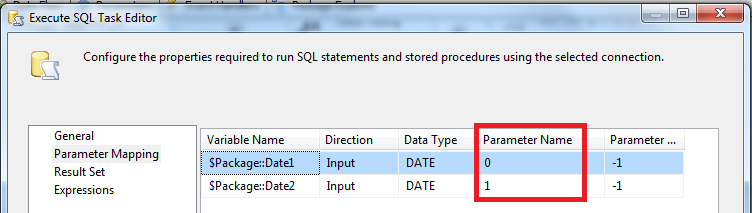 Execute SQL Task Editor
Configure the properties required to run SQL statements and stored procedures using the selected connection.
General
Parameter Mapping
Result Set
Expressions
Variable Name Direction Data Type Parameter Name Parameter ...
$Package::Date1 Input DATE 0 -1
$Package::Date2 Input DATE 1 -1